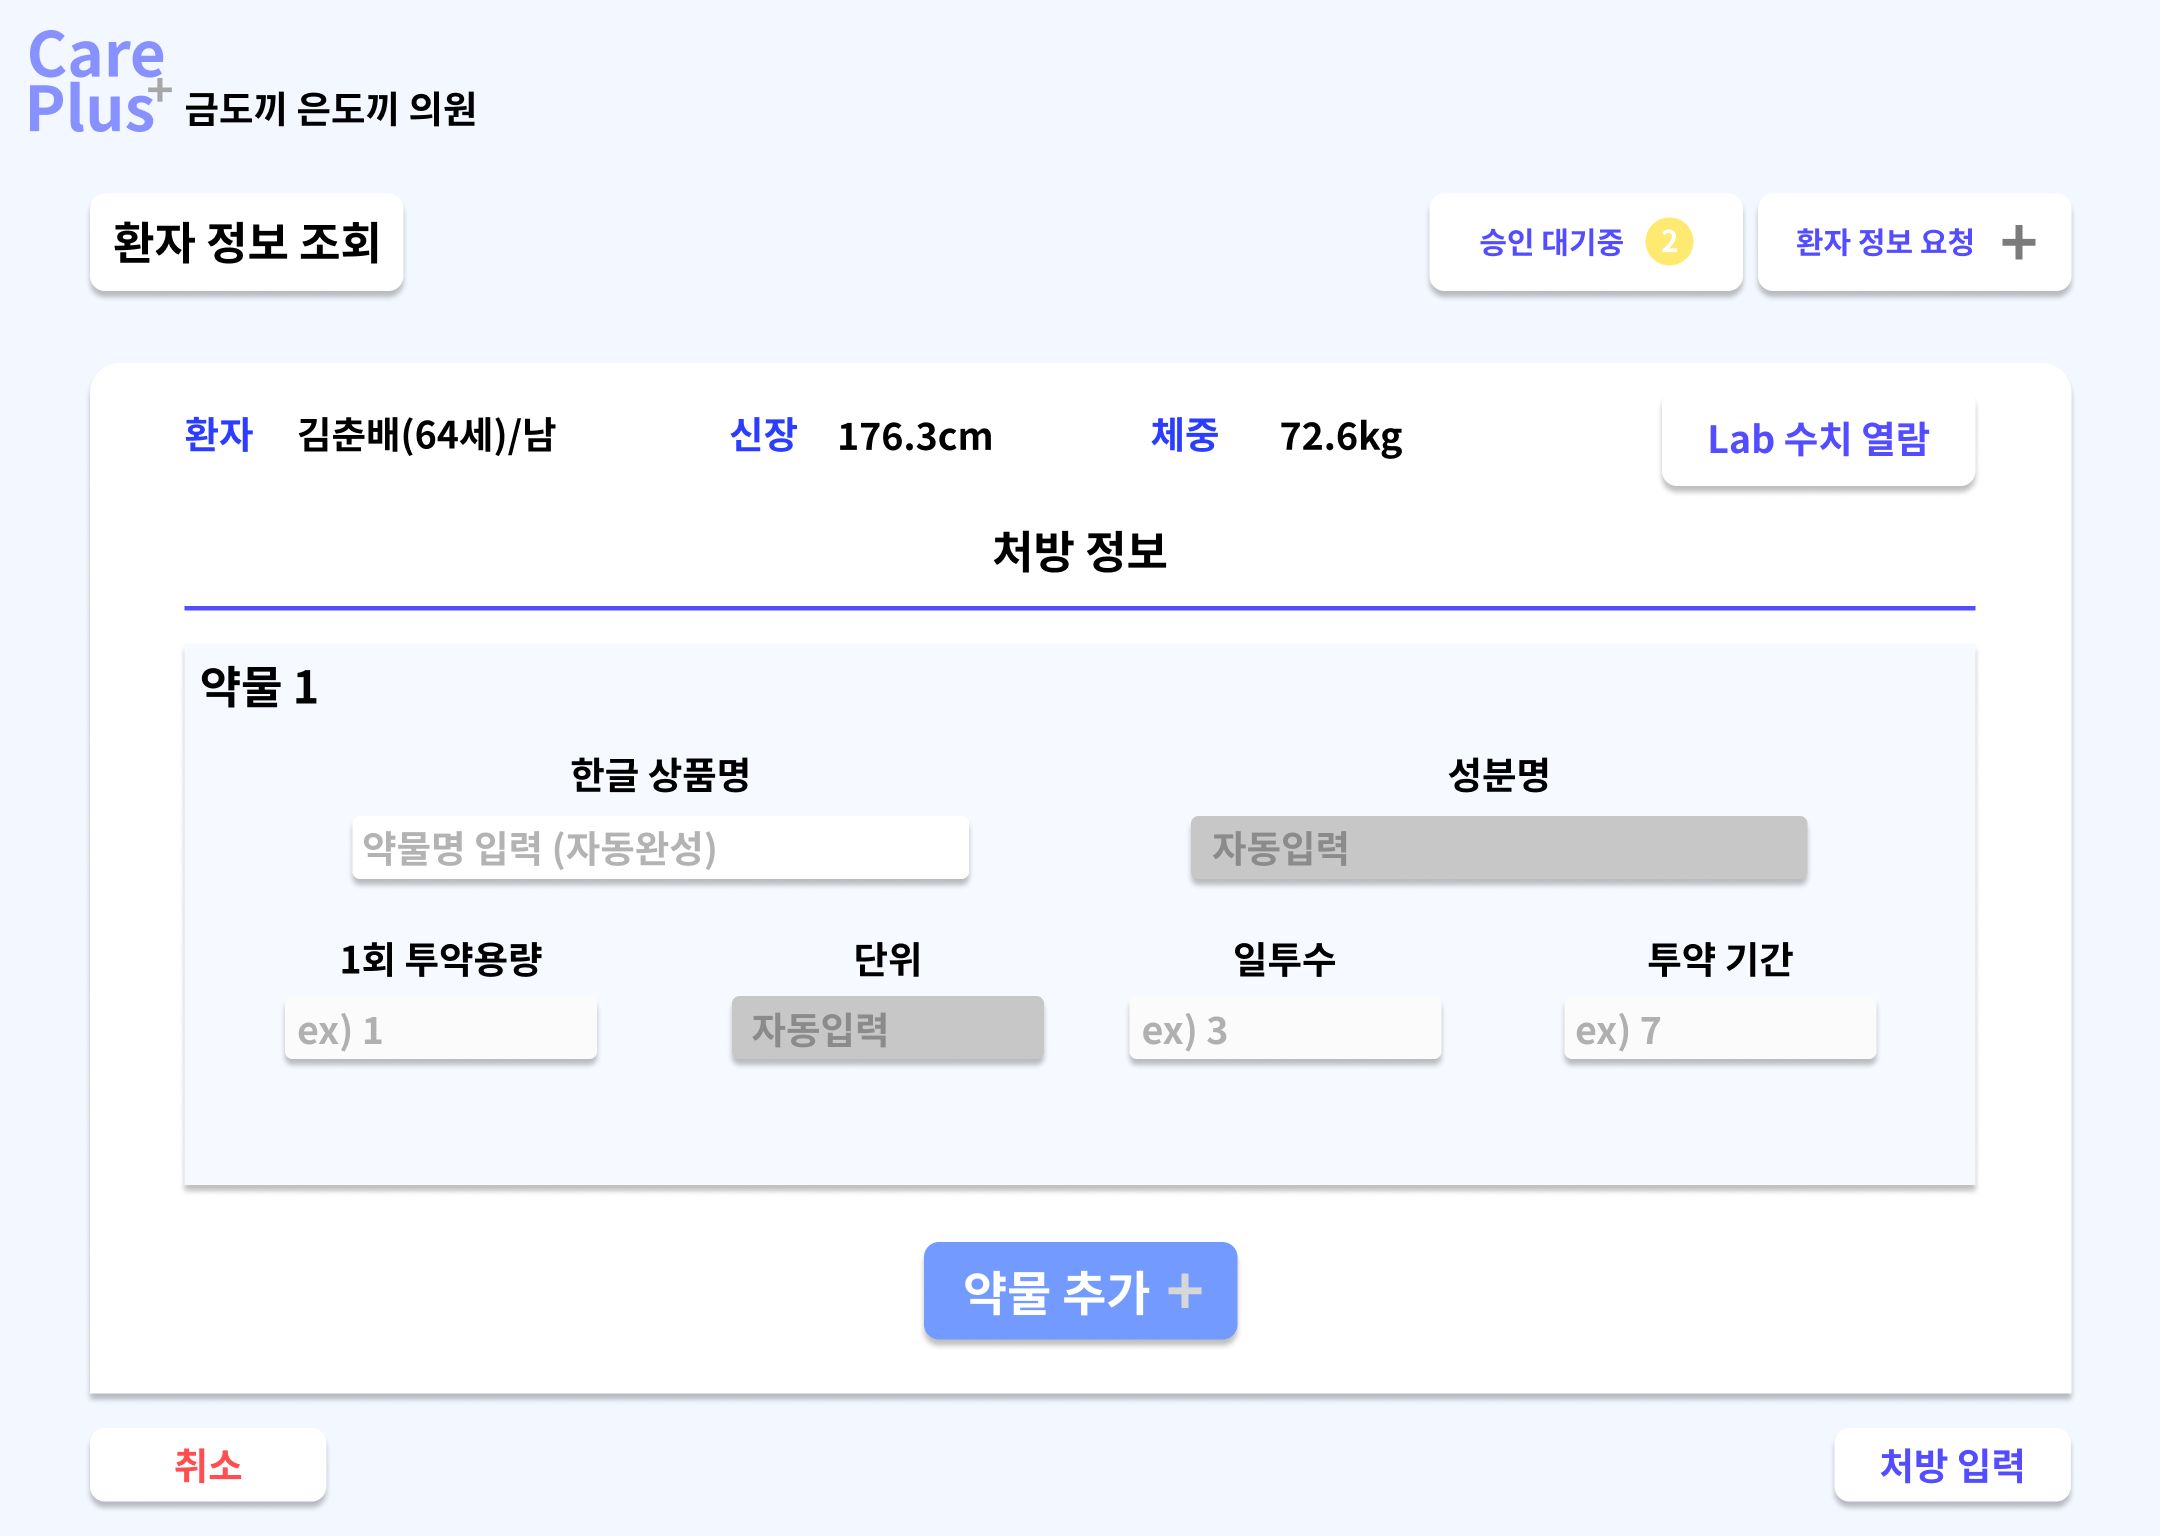 Care
Plus+
금도끼 은도끼 의원
환자 정보 조회
승인 대기중 2
환자 정보 요청 +
환자 김춘배(64세)/남 신장 176.3cm 체중 72.6kg
Lab 수치 열람
처방 정보
약물 1
한글 상품명 성분명
약물명 입력 (자동완성) 자동입력
1회 투약용량 단위 일투수 투약 기간
ex) 1 자동입력 ex) 3 ex) 7
약물 추가 +
취소 처방 입력